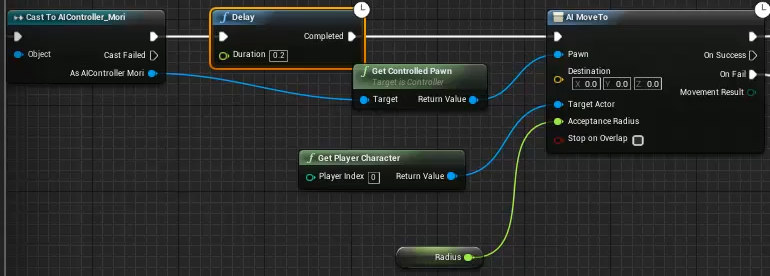 Cast To AIController_Mori
Object
Cast Failed
As AIController Mori
f Delay
Completed
Duration 0.2
f Get Controlled Pawn
Target is Controller
Target
Return Value
f Get Player Character
Player Index 0
Return Value
Radius
AI MoveTo
Pawn
On Success
Destination
X 0.0 Y 0.0 Z 0.0
On Fail
Movement Result
Target Actor
Acceptance Radius
Stop on Overlap